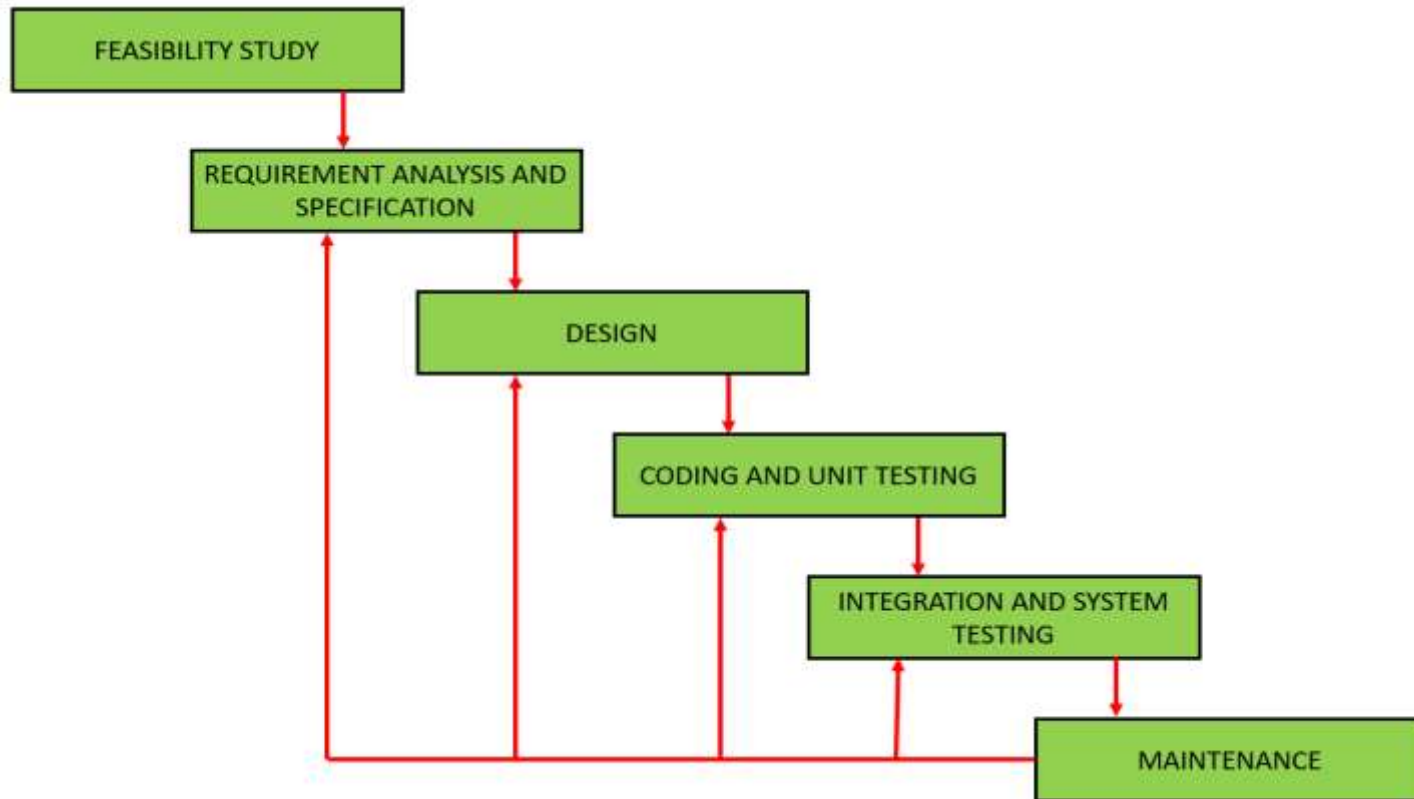 FEASIBILITY STUDY
REQUIREMENT ANALYSIS AND
SPECIFICATION
DESIGN
CODING AND UNIT TESTING
INTEGRATION AND SYSTEM
TESTING
MAINTENANCE